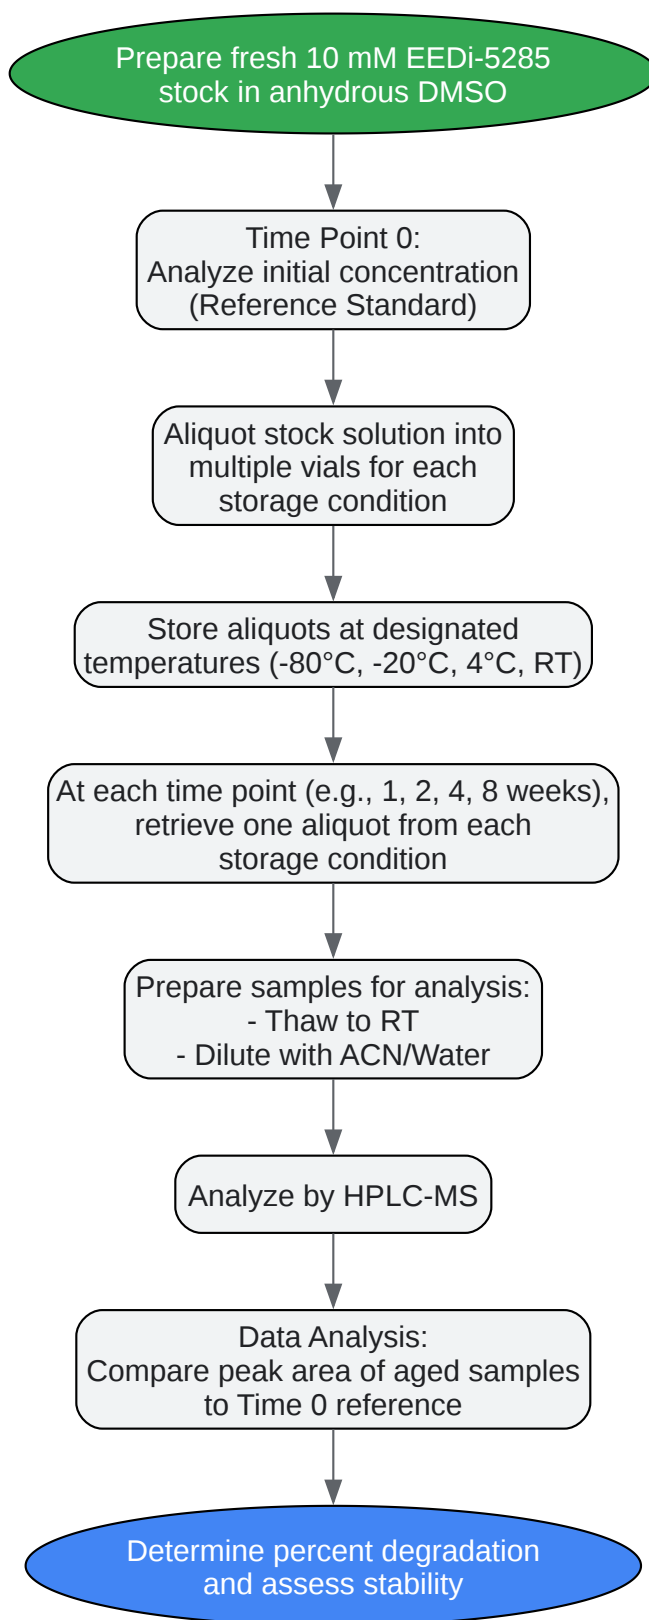 Prepare fresh 10 mM EEDi-5285
stock in anhydrous DMSO
Time Point 0:
Analyze initial concentration
(Reference Standard)
Aliquot stock solution into
multiple vials for each
storage condition
Store aliquots at designated
temperatures (-80°C, -20°C, 4°C, RT)
At each time point (e.g., 1, 2, 4, 8 weeks),
retrieve one aliquot from each
storage condition
Prepare samples for analysis:
- Thaw to RT
- Dilute with ACN/Water
Analyze by HPLC-MS
Data Analysis:
Compare peak area of aged samples
to Time 0 reference
Determine percent degradation
and assess stability